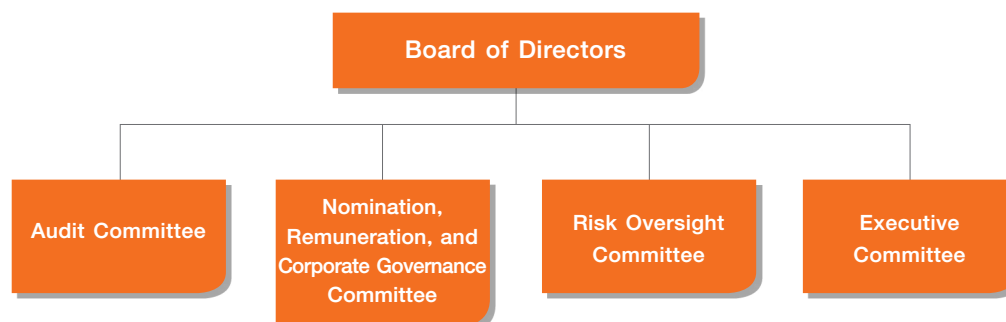 Board of Directors
Audit Committee
Nomination,
Remuneration, and
Corporate Governance
Committee
Risk Oversight
Committee
Executive
Committee